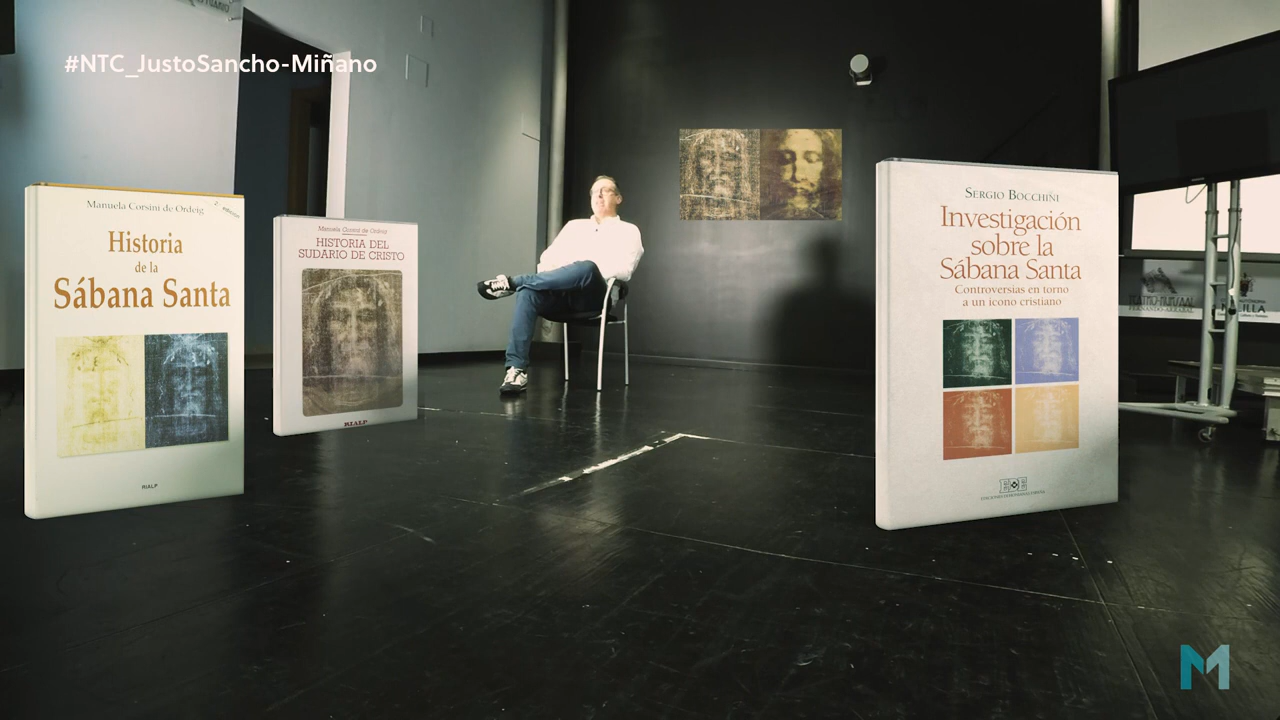 #NTC_JustoSancho-Miñano
Manuela Corsini de Ordeig
Historia
de la
Sábana Santa
RIALP
Manuela Corsini de Ordeig
HISTORIA DEL
SUDARIO DE CRISTO
RIALP
SERGIO BOCCHINI
Investigación
sobre la
Sábana Santa
Controversias en torno
a un icono cristiano
M